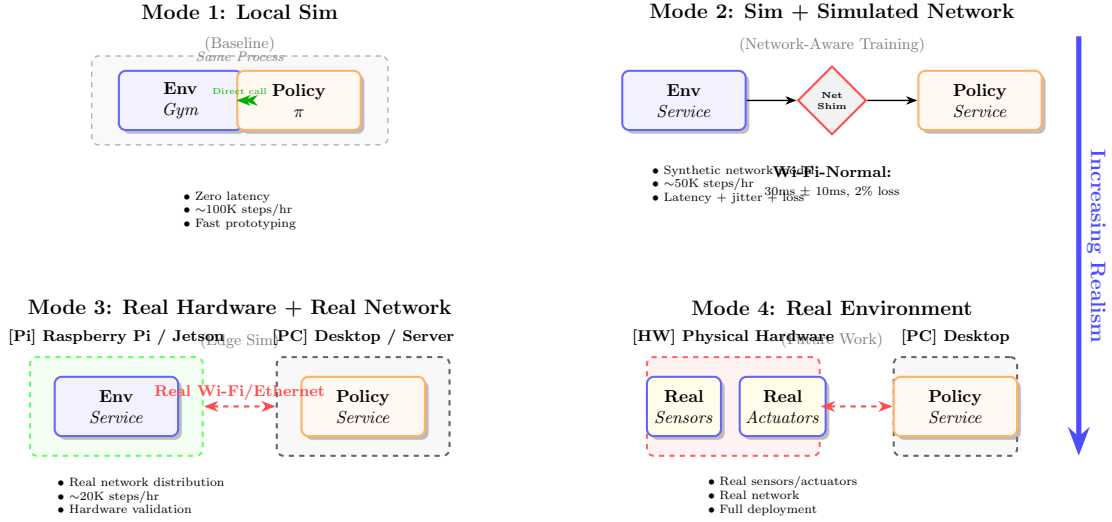 Mode 1: Local Sim
(Baseline)
Same Process
Env
Gym
Direct call
Policy
π
• Zero latency
• ~100K steps/hr
• Fast prototyping
Mode 2: Sim + Simulated Network
(Network-Aware Training)
Env
Service
Net
Shim
Policy
Service
• Synthetic network model
• ~50K steps/hr
• Latency + jitter + loss
Wi-Fi-Normal:
30ms ± 10ms, 2% loss
Increasing Realism
Mode 3: Real Hardware + Real Network
(Edge Sim)
[Pi] Raspberry Pi / Jetson
[PC] Desktop / Server
Env
Service
Real Wi-Fi/Ethernet
Policy
Service
• Real network distribution
• ~20K steps/hr
• Hardware validation
Mode 4: Real Environment
(Future Work)
[HW] Physical Hardware
[PC] Desktop
Real
Sensors
Real
Actuators
Policy
Service
• Real sensors/actuators
• Real network
• Full deployment